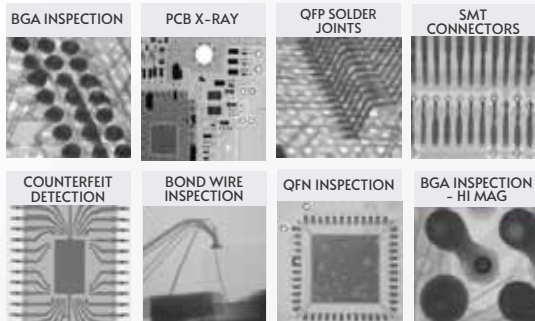 BGA INSPECTION
PCB X-RAY
QFP SOLDER
JOINTS
SMT
CONNECTORS
COUNTERFEIT
DETECTION
BOND WIRE
INSPECTION
QFN INSPECTION
BGA INSPECTION
- HI MAG